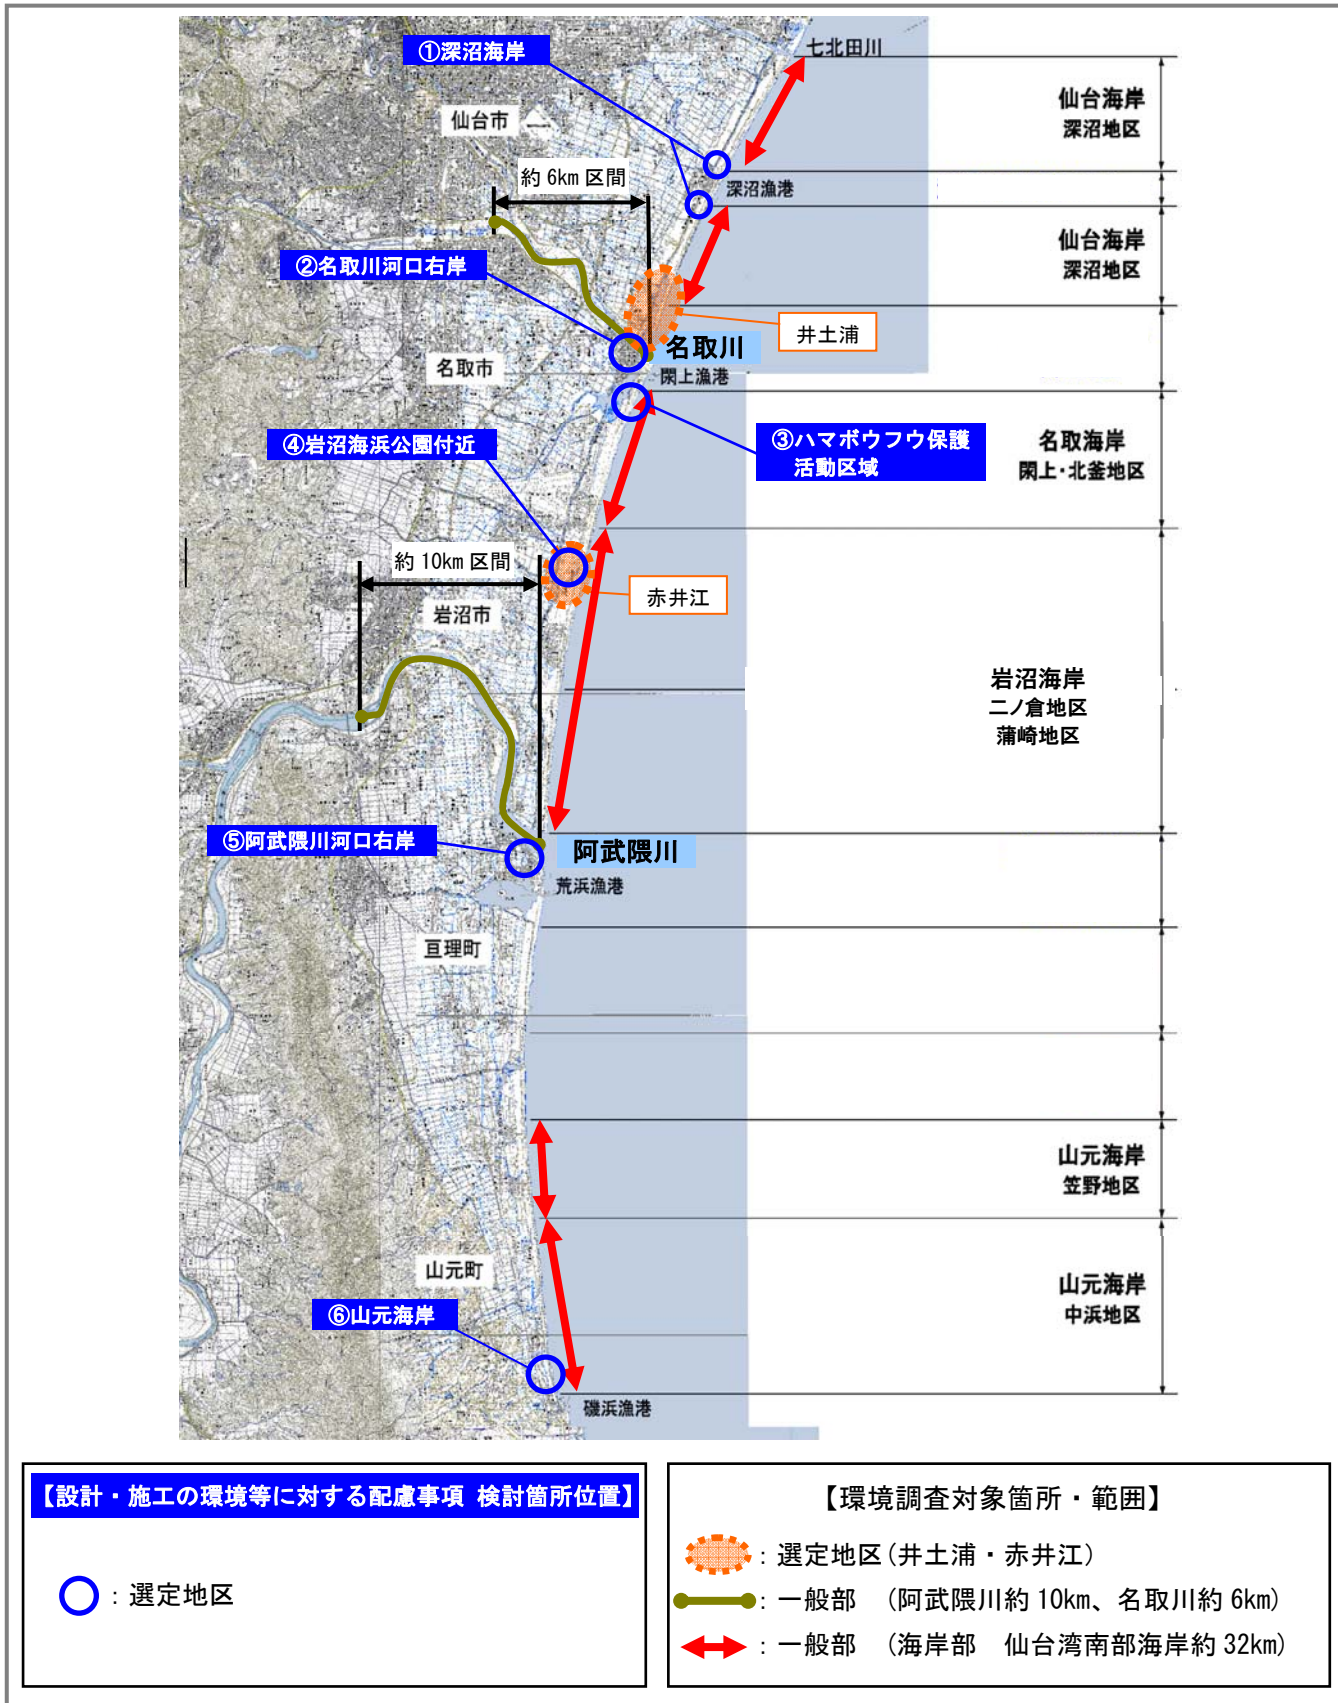 七北田川
①深沼海岸
仙台海岸
深沼地区
仙台市
約 6km 区間
深沼漁港
仙台海岸
深沼地区
②名取川河口右岸
井土浦
名取川
名取市
閖上漁港
④岩沼海浜公園付近
③ハマボウフウ保護
活動区域
名取海岸
閖上・北釜地区
約 10km 区間
赤井江
岩沼市
岩沼海岸
二ノ倉地区
蒲崎地区
⑤阿武隈川河口右岸
阿武隈川
荒浜漁港
亘理町
山元海岸
笠野地区
山元町
山元海岸
中浜地区
⑥山元海岸
磯浜漁港
【設計・施工の環境等に対する配慮事項 検討箇所位置】
：選定地区
【環境調査対象箇所・範囲】
：選定地区(井土浦・赤井江)
：一般部 (阿武隈川約 10km、名取川約 6km)
：一般部 (海岸部 仙台湾南部海岸約 32km)